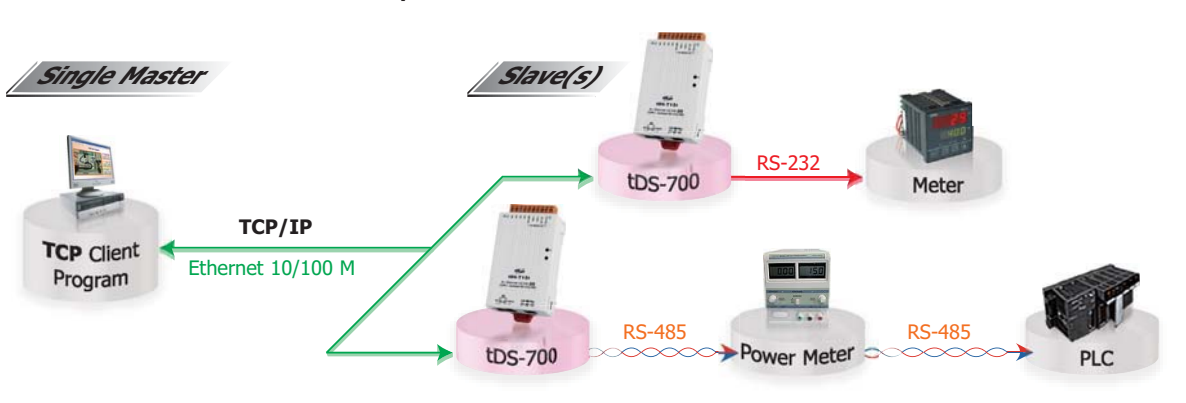 Single Master
Slave(s)
tDS-700
RS-232
Meter
TCP/IP
Ethernet 10/100 M
TCP Client
Program
tDS-700
RS-485
Power Meter
RS-485
PLC